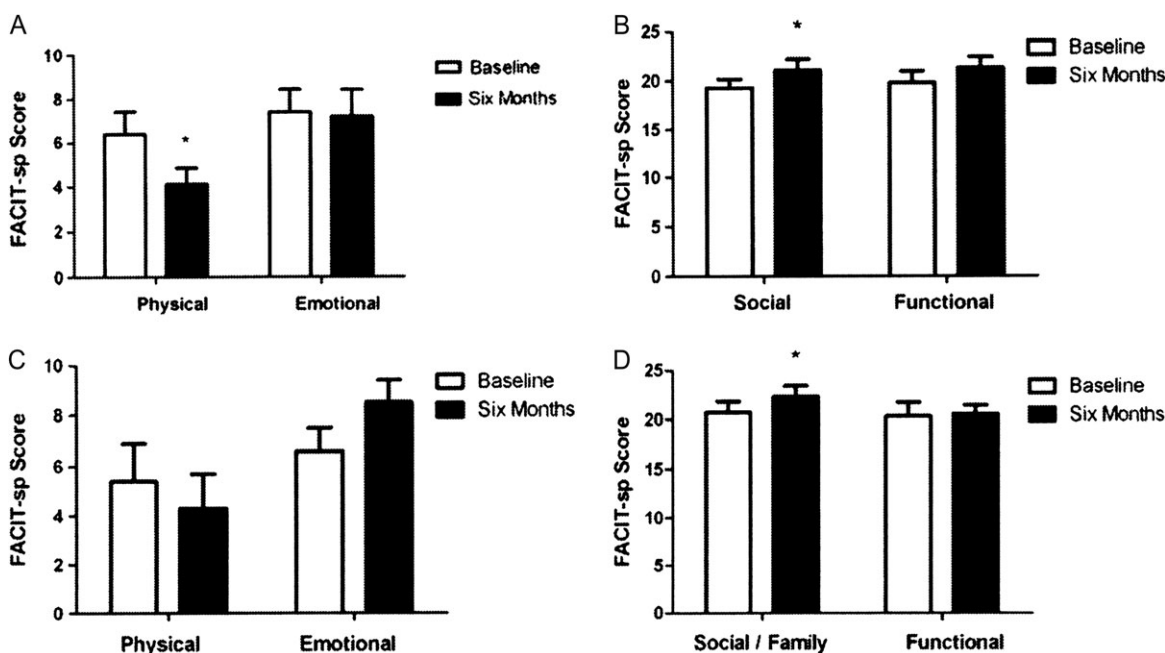 A
FACIT-sp Score
10
8
6
4
2
0
*
Physical
Emotional
Baseline
Six Months
B
FACIT-sp Score
25
20
15
10
5
0
*
Social
Functional
Baseline
Six Months
C
FACIT-sp Score
10
8
6
4
2
0
Physical
Emotional
Baseline
Six Months
D
FACIT-sp Score
25
20
15
10
5
0
*
Social / Family
Functional
Baseline
Six Months